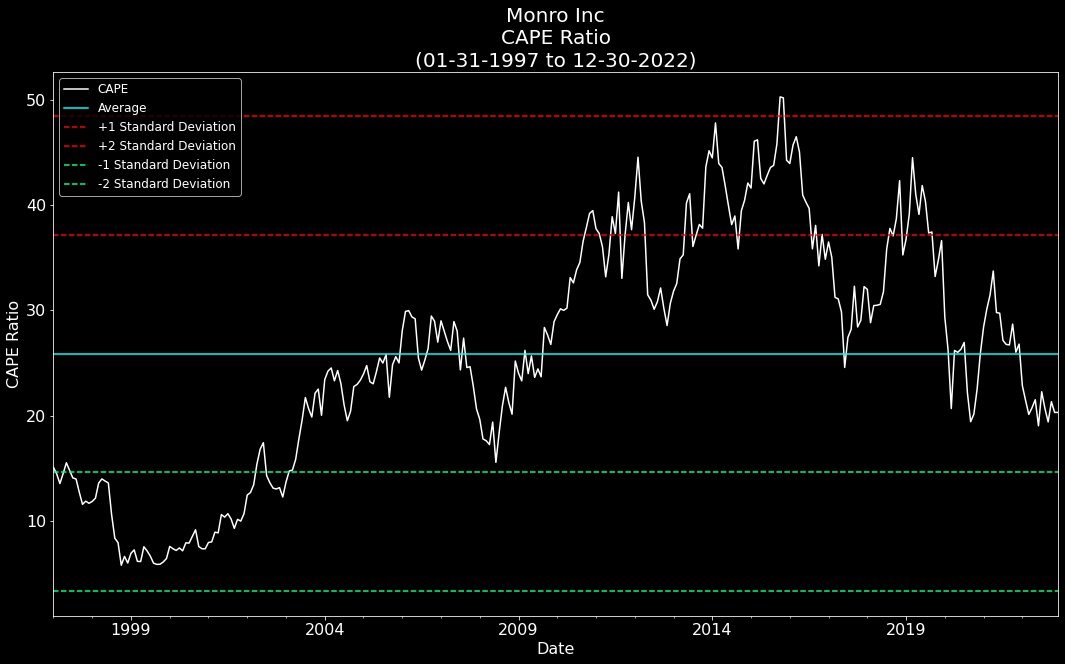 Monro Inc
CAPE Ratio
(01-31-1997 to 12-30-2022)
CAPE
Average
+1 Standard Deviation
+2 Standard Deviation
-1 Standard Deviation
-2 Standard Deviation
50
40
30
20
10
CAPE Ratio
1999 2004 2009 2014 2019
Date